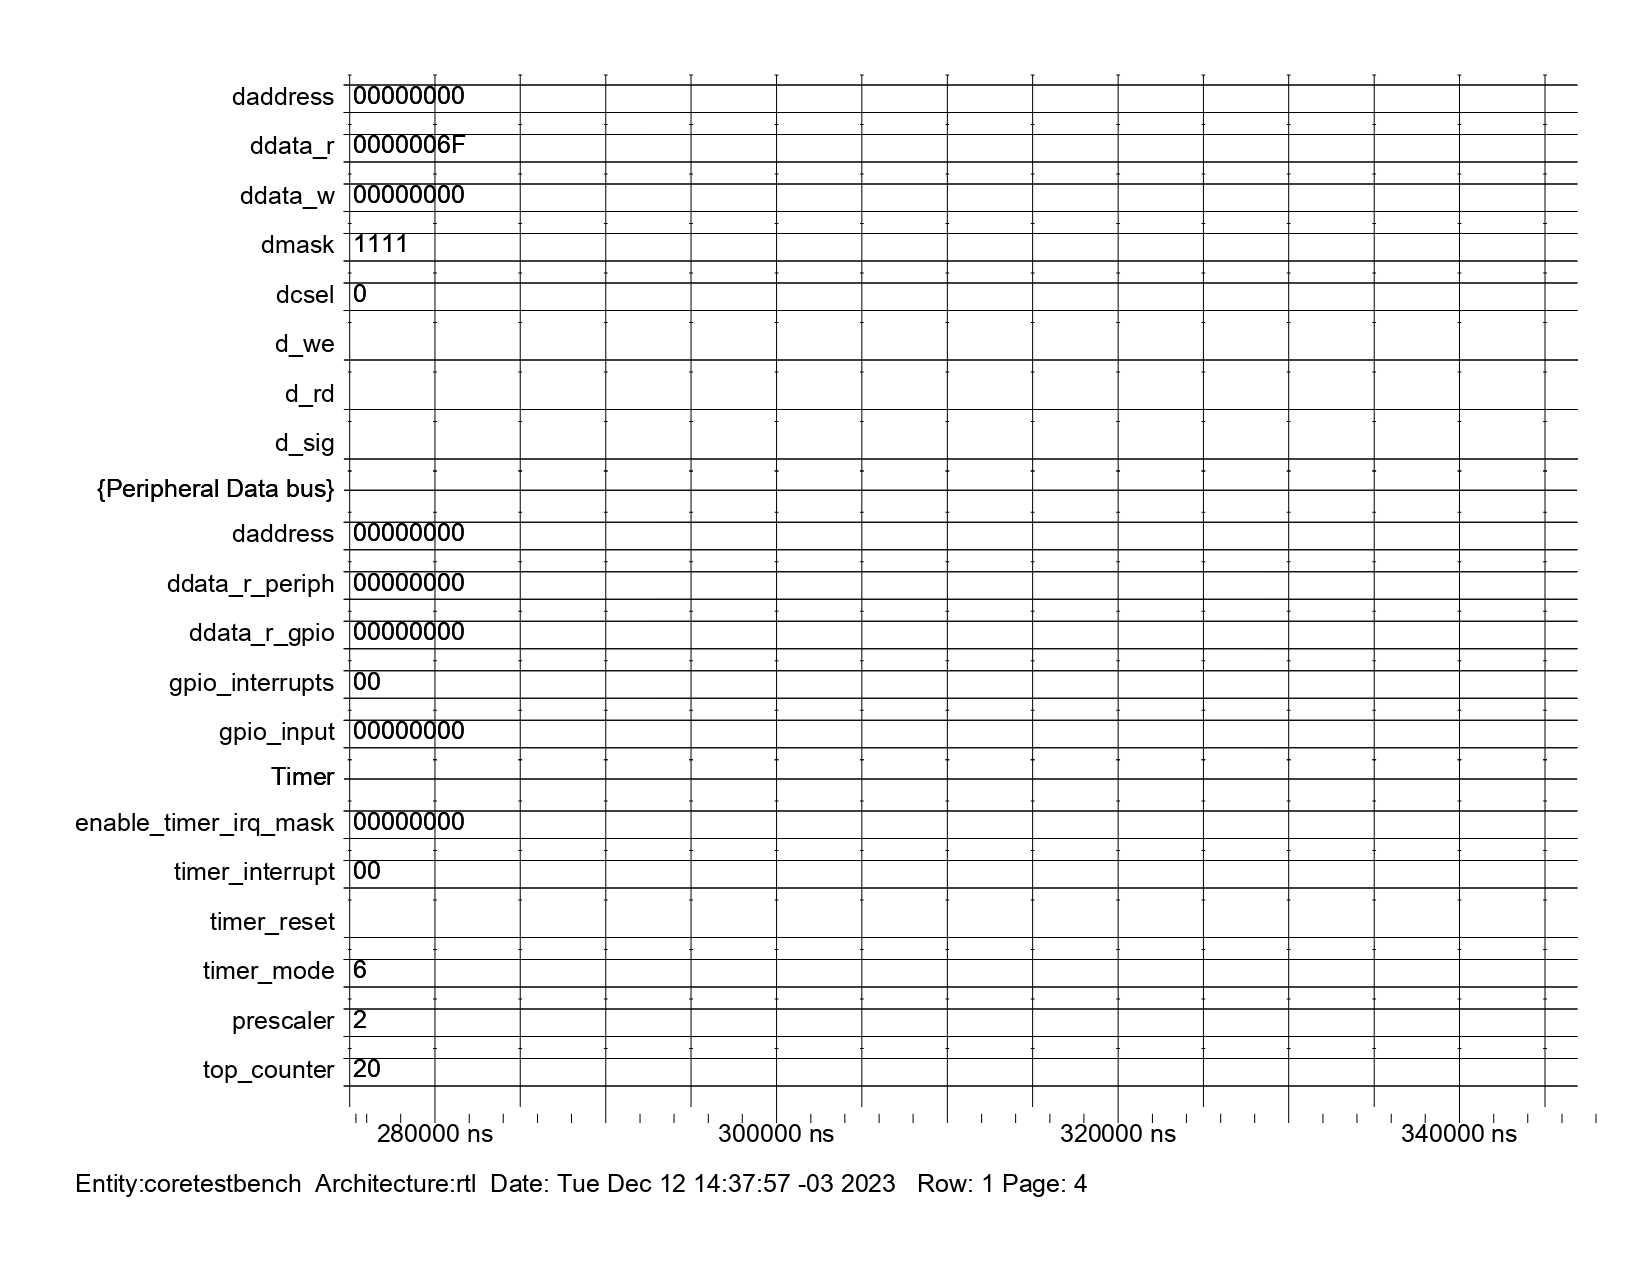 daddress 00000000
ddata_r 0000006F
ddata_w 00000000
dmask 1111
dcsel 0
d_we
d_rd
d_sig
{Peripheral Data bus}
daddress 00000000
ddata_r_periph 00000000
ddata_r_gpio 00000000
gpio_interrupts 00
gpio_input 00000000
Timer
enable_timer_irq_mask 00000000
timer_interrupt 00
timer_reset
timer_mode 6
prescaler 2
top_counter 20
280000 ns 300000 ns 320000 ns 340000 ns
Entity:coretestbench Architecture:rtl Date: Tue Dec 12 14:37:57 -03 2023 Row: 1 Page: 4